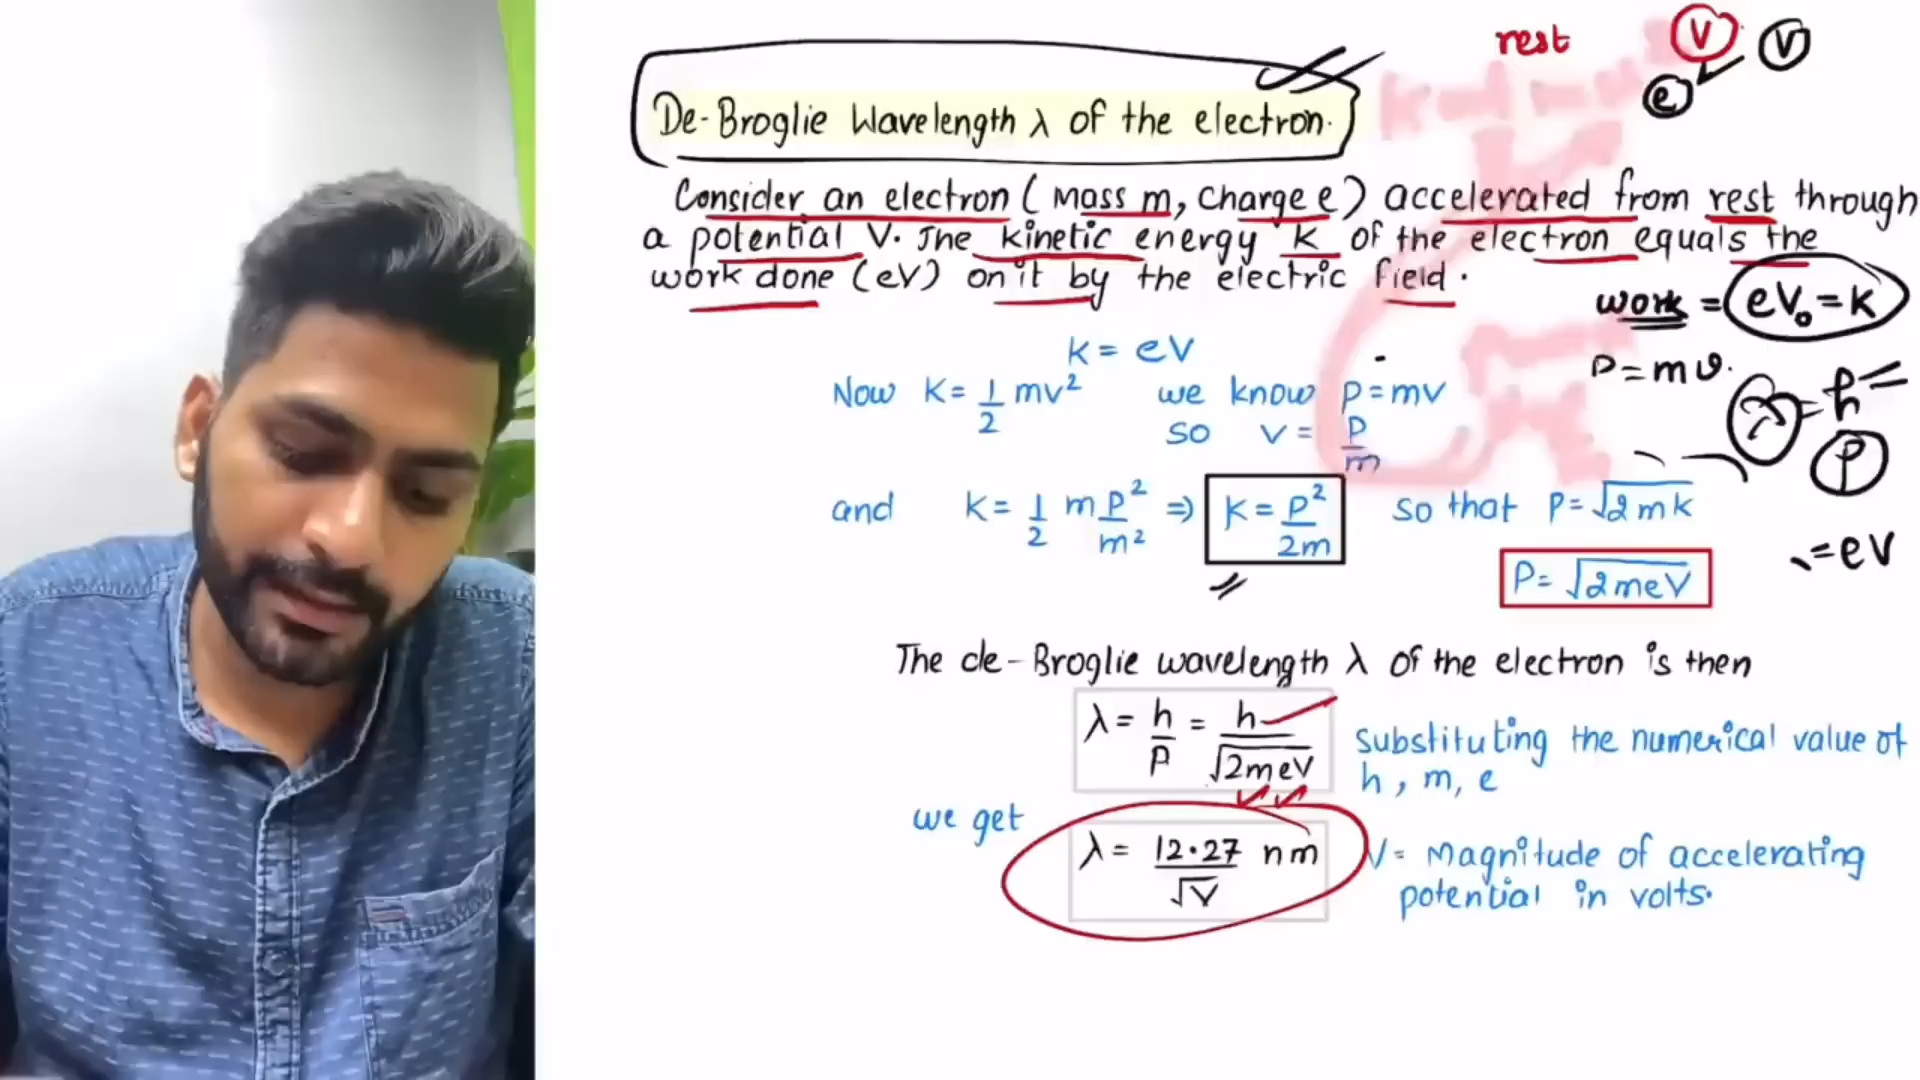 rest V V
e
De-Broglie Wavelength λ of the electron.
Consider an electron (Mass m, Charge e) accelerated from rest through
a potential V. The kinetic energy K of the electron equals the
work done (eV) on it by the electric field.
work = eV₀ = K
K = eV
P = mv.
Now K = 1/2 mv² we know p = mv
λ = h/p
so v = P/m
and K = 1/2 m P²/m² ⇒ K = P²/2m so that P = √2mK
= eV
P = √2meV
The de-Broglie wavelength λ of the electron is then
λ = h/P = h/√2meV substituting the numerical value of
h, m, e
we get
λ = 12.27/√V nm V = Magnitude of accelerating
potential in volts.